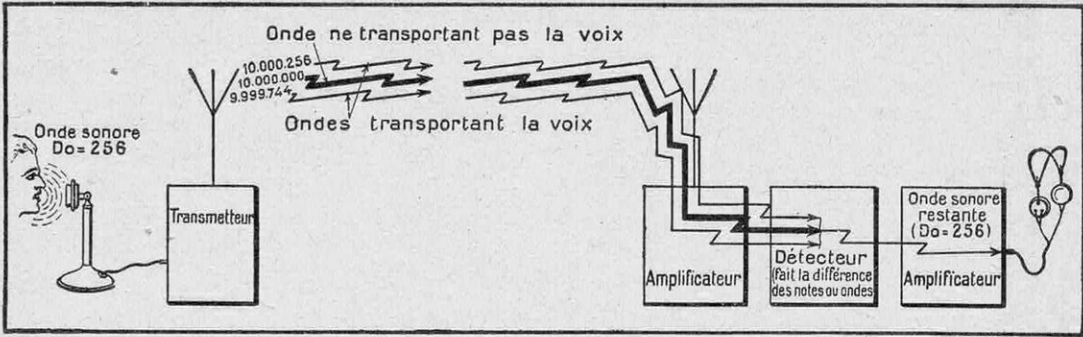 Onde ne transportant pas la voix
10.000.256
10.000.000
9.999.744
Ondes transportant la voix
Onde sonore
Do=256
Transmetteur
Amplificateur
Détecteur
(fait la différence
des notes ou ondes
Onde sonore
restante
(Do=256)
Amplificateur